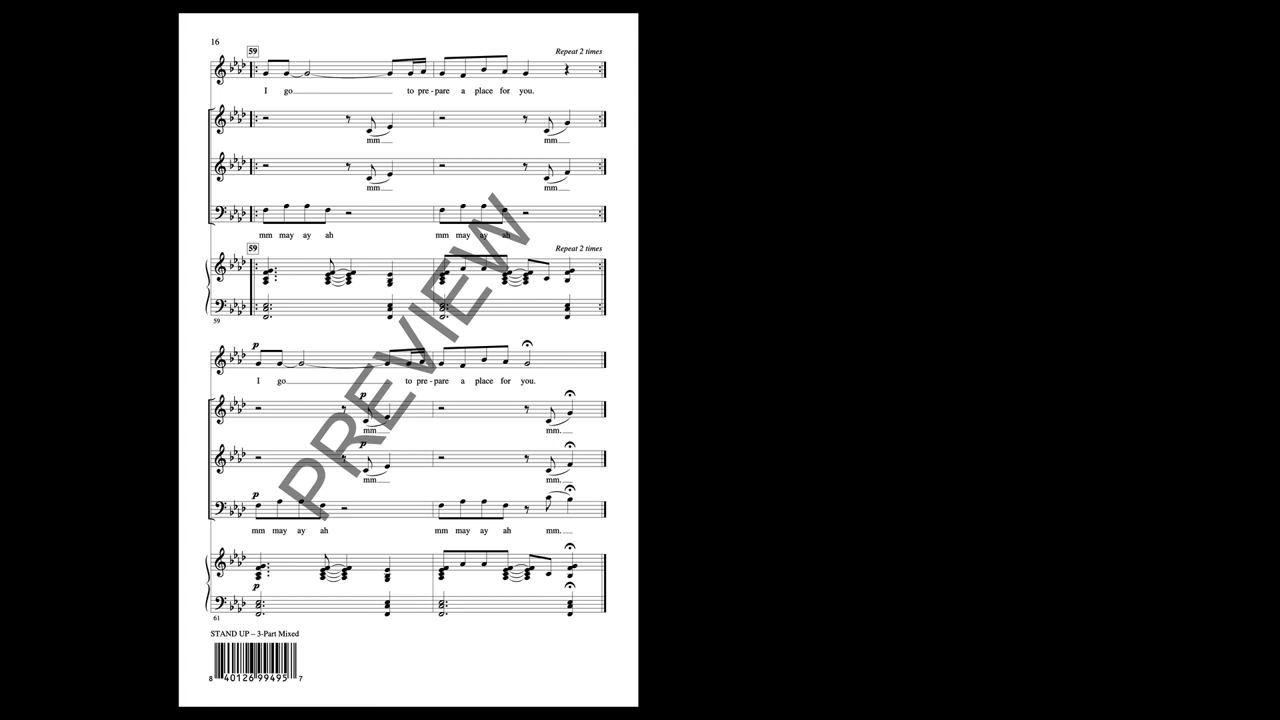 16
59
Repeat 2 times
I go to pre - pare a place for you.
mm mm
mm mm
mm may ay ah mm may ay ah
59
Repeat 2 times
59
p
I go to pre - pare a place for you.
p
mm mm.
p
mm mm.
p
mm may ay ah mm may ay ah mm.
p
61
STAND UP – 3-Part Mixed
8 40126 99495 7
PREVIEW